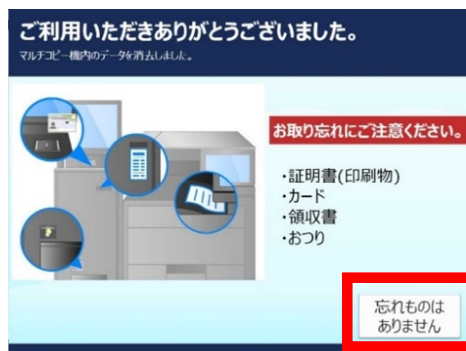 ご利用いただきありがとうございました。
マルチコピー機内のデータを消去しました。
お取り忘れにご注意ください。
・証明書(印刷物)
・カード
・領収書
・おつり
忘れものは
ありません